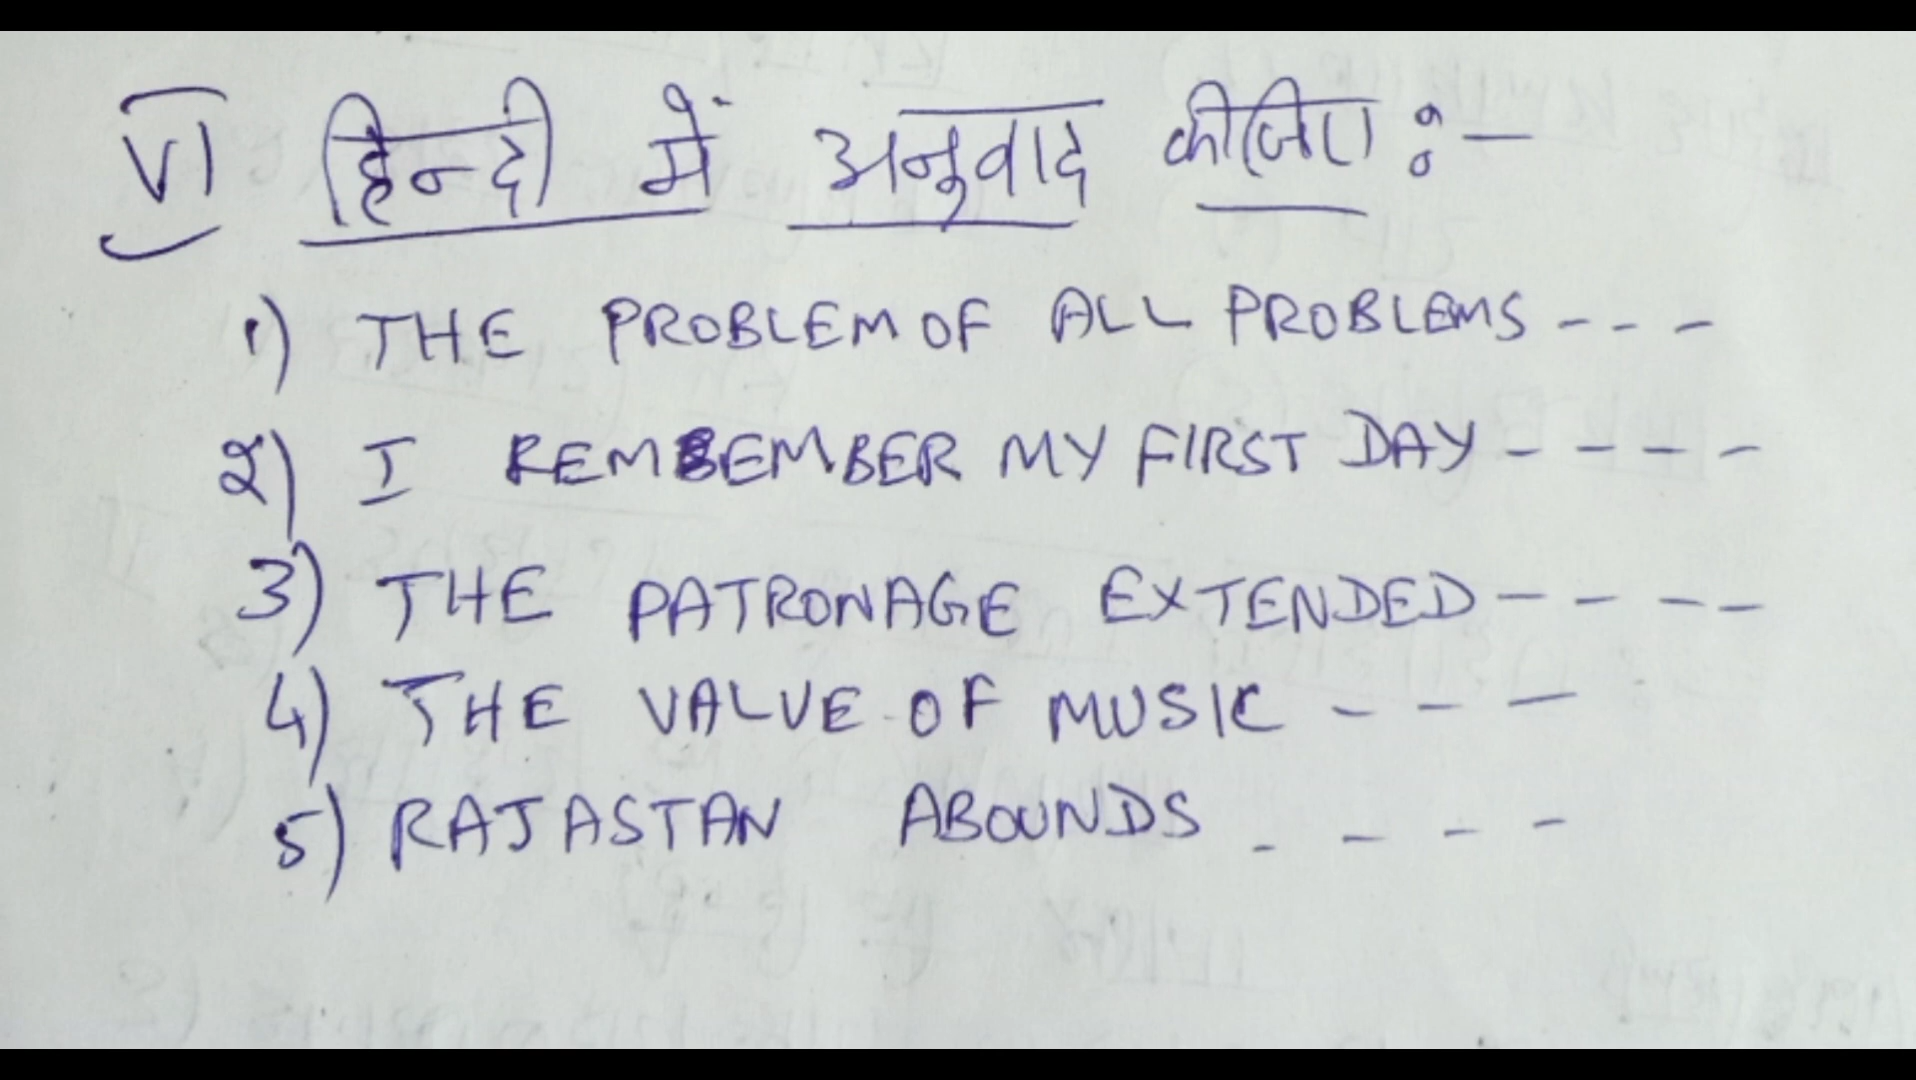 VI हिन्दी में अनुवाद कीजिए :-
1) THE PROBLEM OF ALL PROBLEMS - - -
2) I REMEMBER MY FIRST DAY - - - -
3) THE PATRONAGE EXTENDED - - - -
4) THE VALUE OF MUSIC - - -
5) RAJASTAN ABOUNDS - - - -